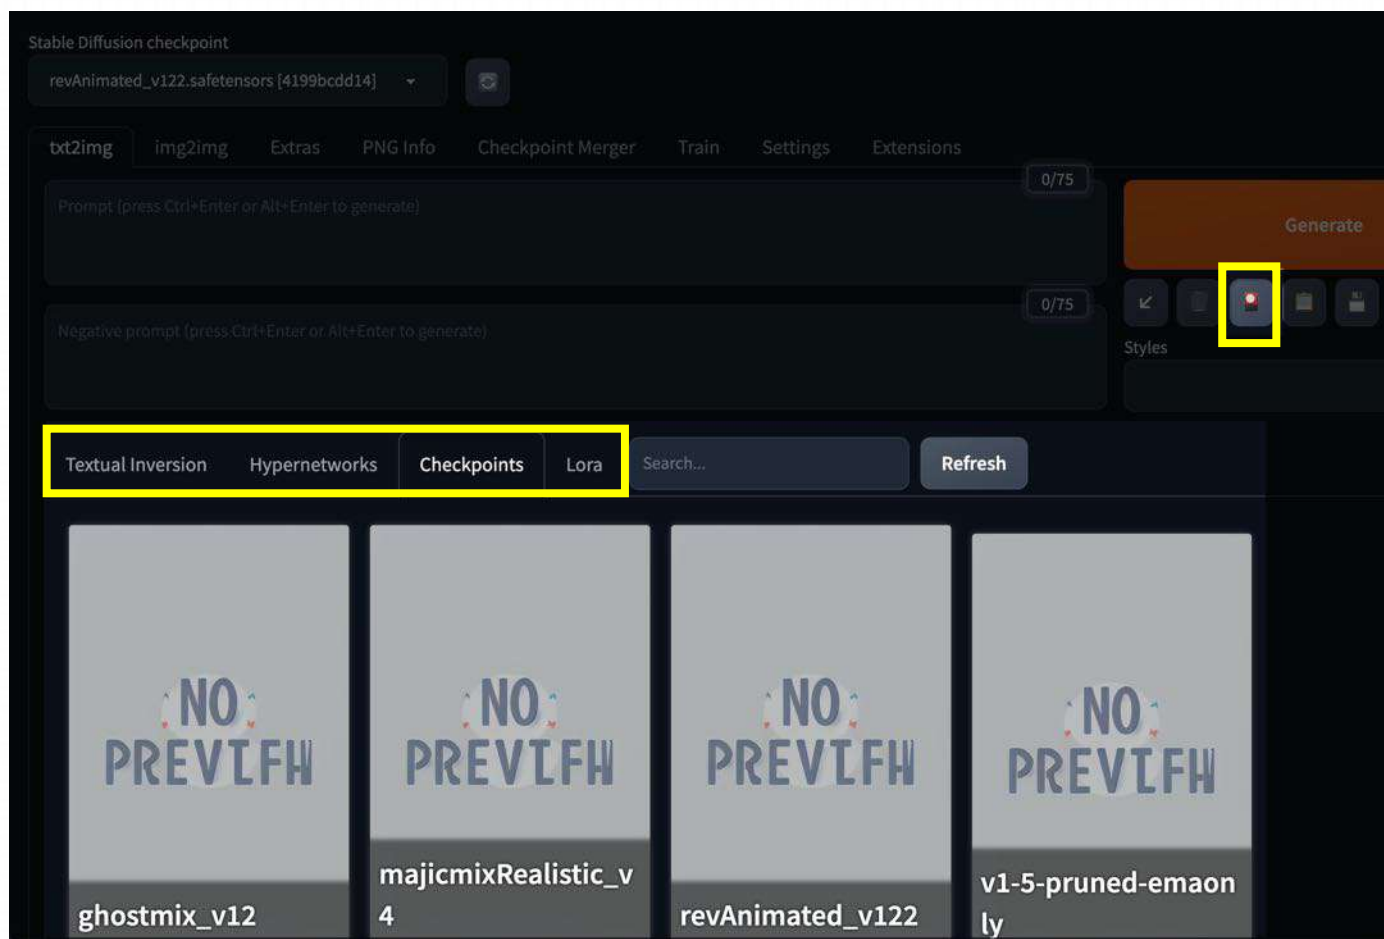 Stable Diffusion checkpoint
revAnimated_v122.safetensors [4199bcdd14]
txt2img img2img Extras PNG Info Checkpoint Merger Train Settings Extensions
0/75
Prompt (press Ctrl+Enter or Alt+Enter to generate)
Generate
0/75
Negative prompt (press Ctrl+Enter or Alt+Enter to generate)
Styles
Textual Inversion Hypernetworks Checkpoints Lora Search... Refresh
NO
PREVIEW
NO
PREVIEW
NO
PREVIEW
NO
PREVIEW
ghostmix_v12
majicmixRealistic_v
4
revAnimated_v122
v1-5-pruned-emaon
ly